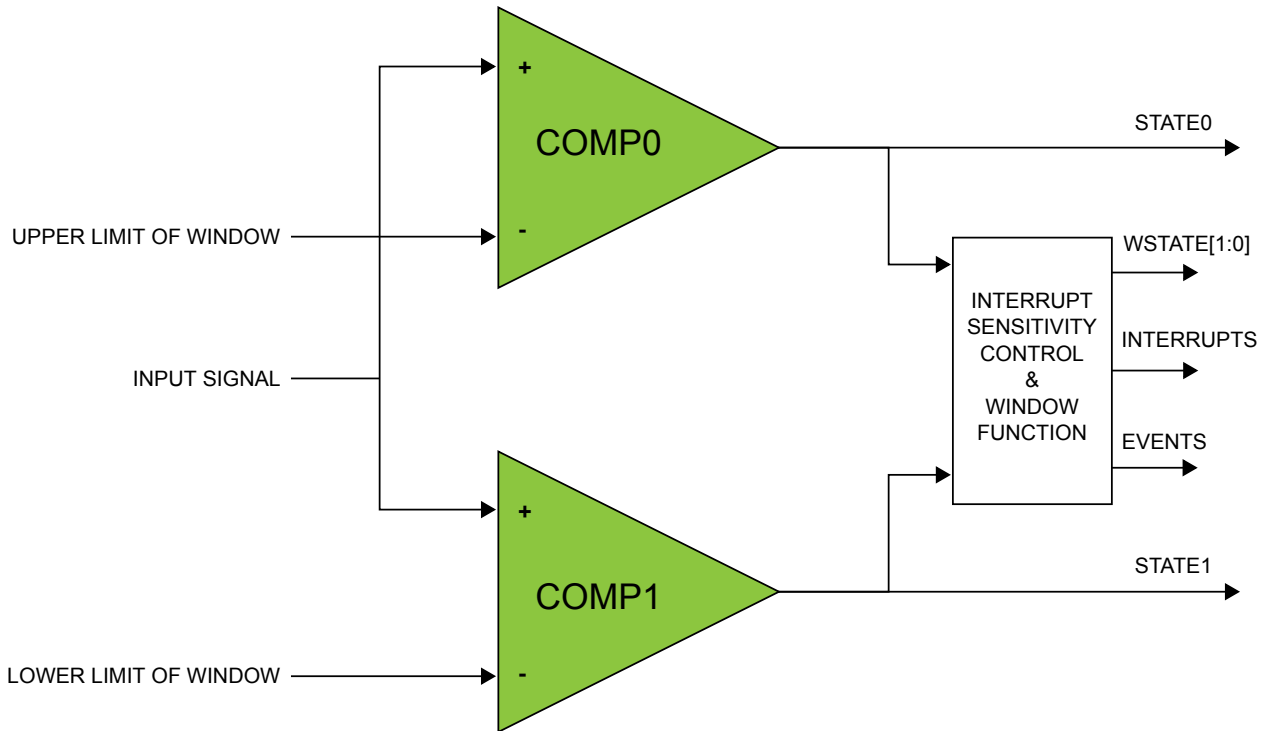 +
COMP0
-
STATE0
UPPER LIMIT OF WINDOW
WSTATE[1:0]
INTERRUPT
SENSITIVITY
CONTROL
&
WINDOW
FUNCTION
INTERRUPTS
EVENTS
INPUT SIGNAL
+
COMP1
-
STATE1
LOWER LIMIT OF WINDOW